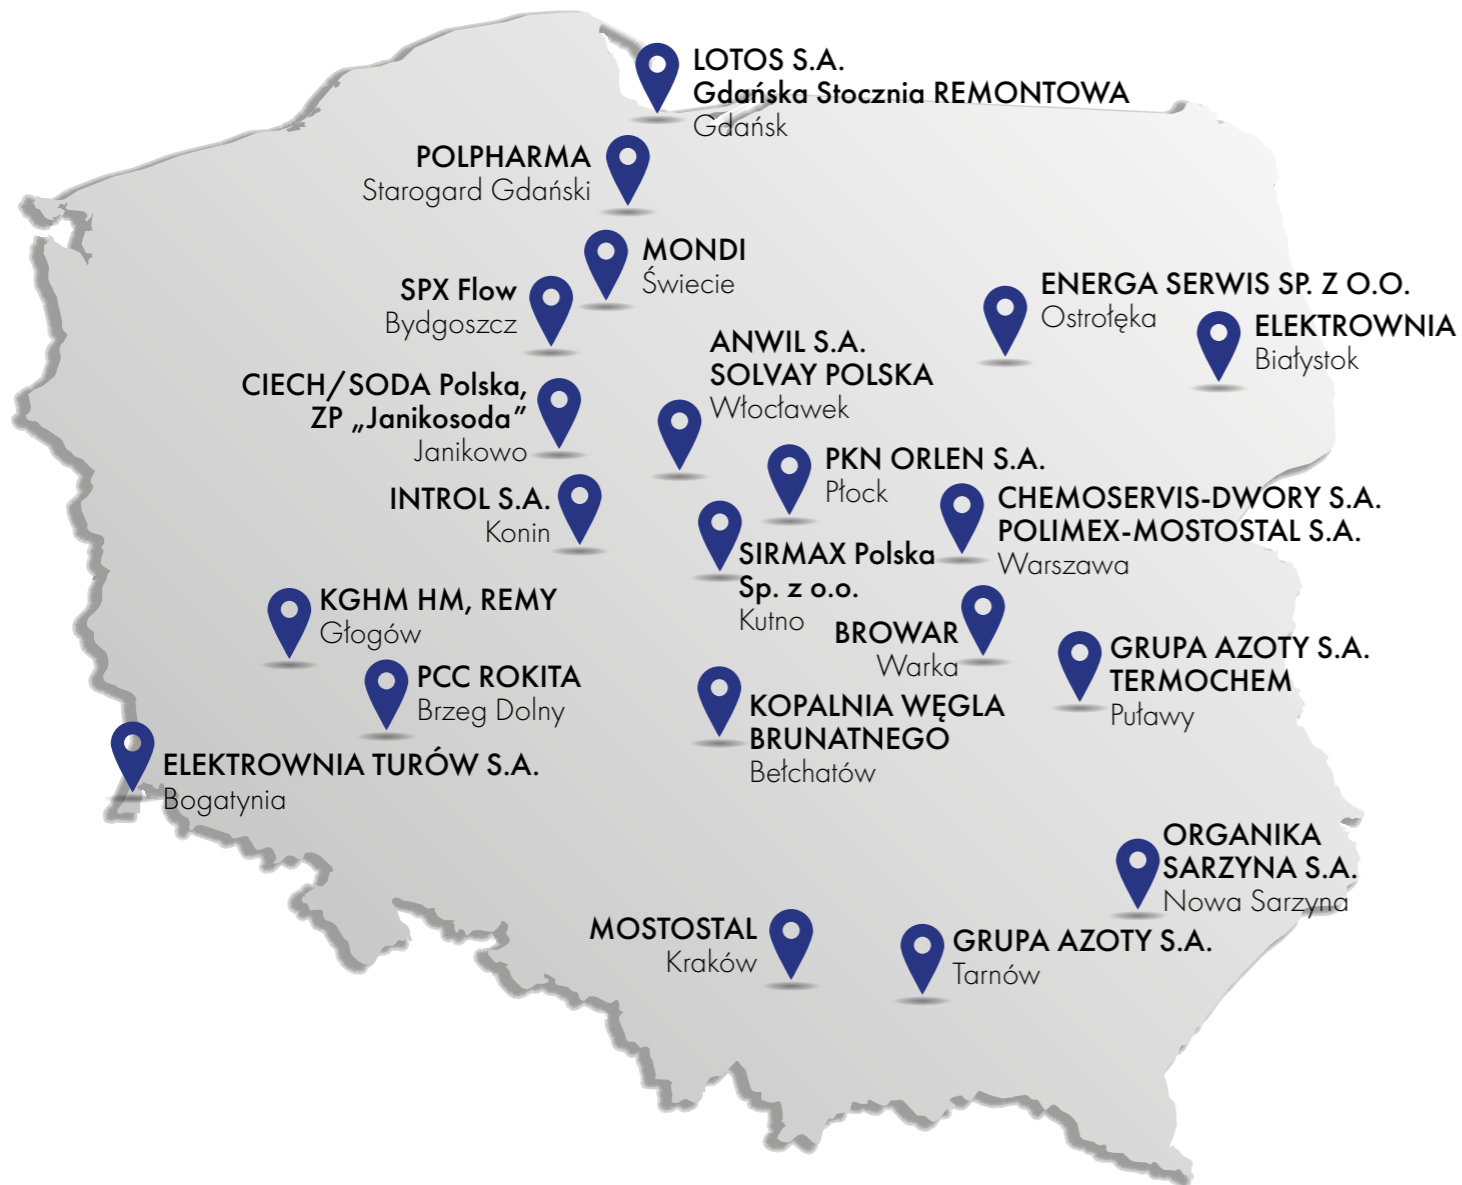 LOTOS S.A.
Gdańska Stocznia REMONTOWA
Gdańsk
POLPHARMA
Starogard Gdański
MONDI
Świecie
SPX Flow
Bydgoszcz
ENERGA SERWIS SP. Z O.O.
Ostrołęka
ELEKTROWNIA
Białystok
ANWIL S.A.
SOLVAY POLSKA
Włocławek
CIECH/SODA Polska,
ZP „Janikosoda”
Janikowo
PKN ORLEN S.A.
Płock
INTROL S.A.
Konin
CHEMOSERVIS-DWORY S.A.
POLIMEX-MOSTOSTAL S.A.
Warszawa
SIRMAX Polska
Sp. z o.o.
Kutno
KGHM HM, REMY
Głogów
BROWAR
Warka
GRUPA AZOTY S.A.
TERMOCHEM
Puławy
PCC ROKITA
Brzeg Dolny
KOPALNIA WĘGLA
BRUNATNEGO
Bełchatów
ELEKTROWNIA TURÓW S.A.
Bogatynia
ORGANIKA
SARZYNA S.A.
Nowa Sarzyna
MOSTOSTAL
Kraków
GRUPA AZOTY S.A.
Tarnów